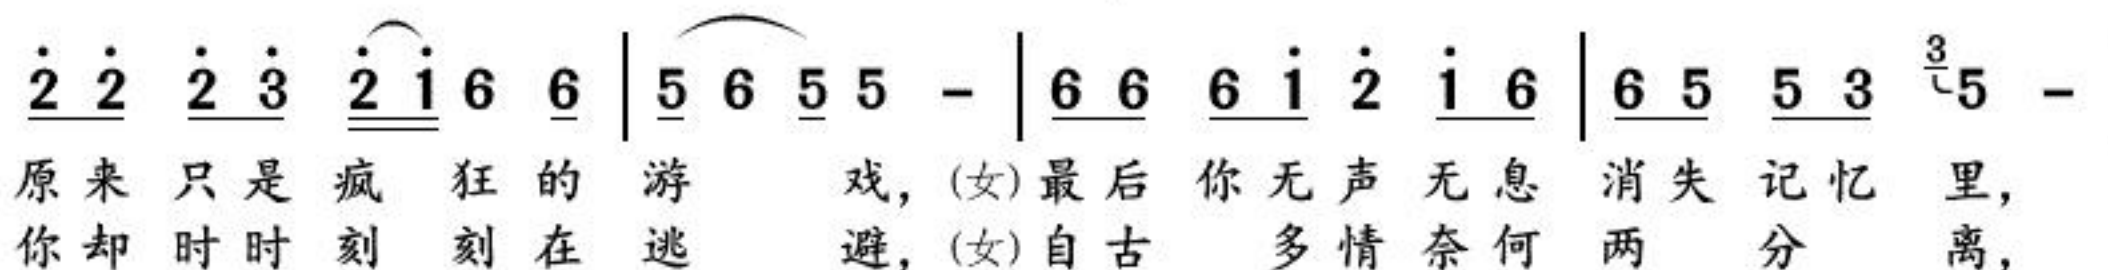 2̇ 2̇ 2̇ 3̇ 2̇ 1̇ 6 6 | 5 6 5 5 – | 6 6 6 1̇ 2̇ 1̇ 6 | 6 5 5 3 ³5 –
原来只是疯狂的游戏，（女）最后你无声无息消失记忆里，
你却时时刻刻在逃避，（女）自古多情奈何两分离，